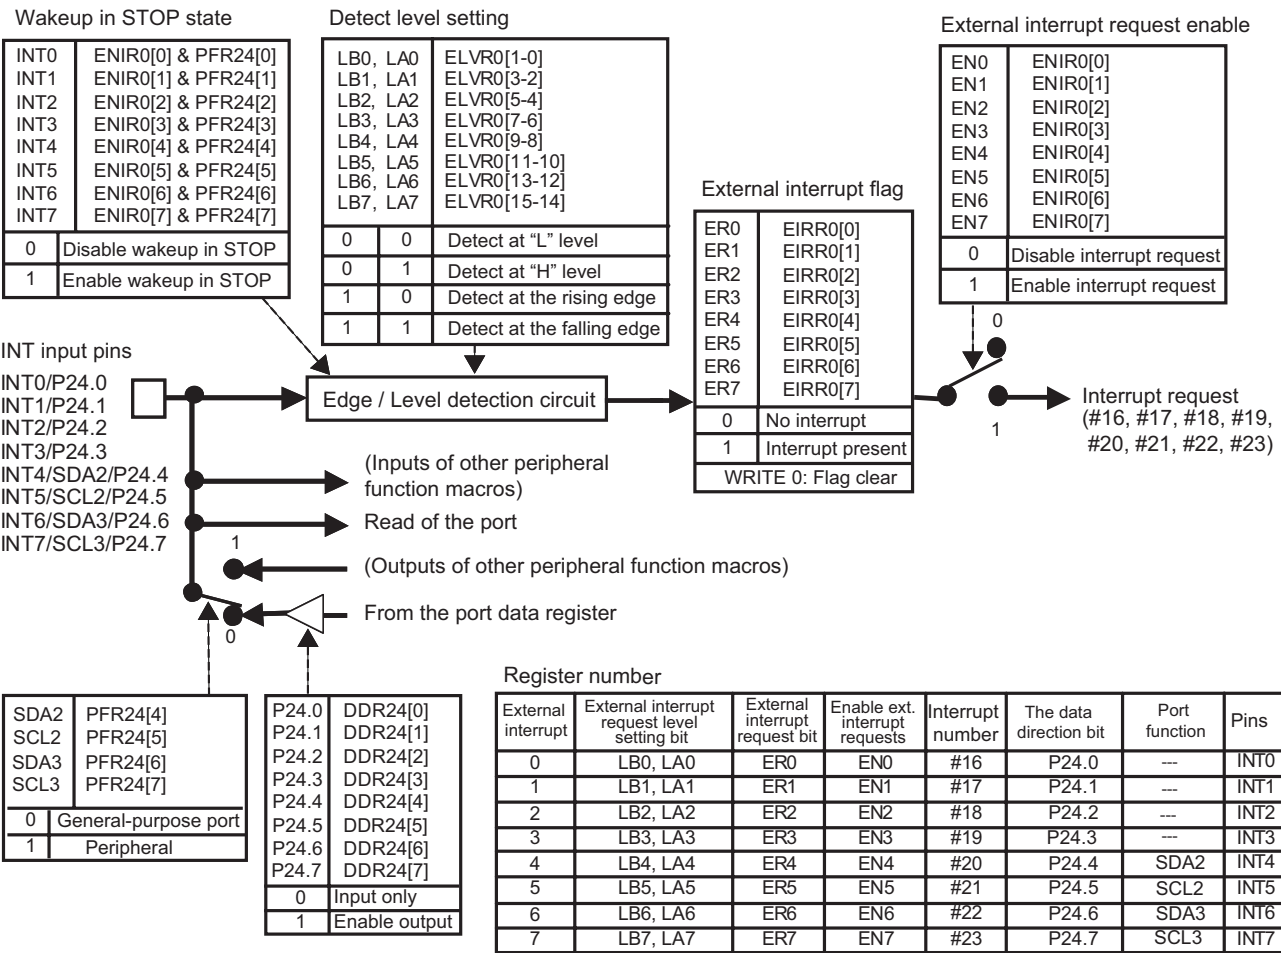 Wakeup in STOP state
INT0 ENIR0[0] & PFR24[0]
INT1 ENIR0[1] & PFR24[1]
INT2 ENIR0[2] & PFR24[2]
INT3 ENIR0[3] & PFR24[3]
INT4 ENIR0[4] & PFR24[4]
INT5 ENIR0[5] & PFR24[5]
INT6 ENIR0[6] & PFR24[6]
INT7 ENIR0[7] & PFR24[7]
0 Disable wakeup in STOP
1 Enable wakeup in STOP
Detect level setting
LB0, LA0 ELVR0[1-0]
LB1, LA1 ELVR0[3-2]
LB2, LA2 ELVR0[5-4]
LB3, LA3 ELVR0[7-6]
LB4, LA4 ELVR0[9-8]
LB5, LA5 ELVR0[11-10]
LB6, LA6 ELVR0[13-12]
LB7, LA7 ELVR0[15-14]
0 0 Detect at “L” level
0 1 Detect at “H” level
1 0 Detect at the rising edge
1 1 Detect at the falling edge
External interrupt flag
ER0 EIRR0[0]
ER1 EIRR0[1]
ER2 EIRR0[2]
ER3 EIRR0[3]
ER4 EIRR0[4]
ER5 EIRR0[5]
ER6 EIRR0[6]
ER7 EIRR0[7]
0 No interrupt
1 Interrupt present
WRITE 0: Flag clear
External interrupt request enable
EN0 ENIR0[0]
EN1 ENIR0[1]
EN2 ENIR0[2]
EN3 ENIR0[3]
EN4 ENIR0[4]
EN5 ENIR0[5]
EN6 ENIR0[6]
EN7 ENIR0[7]
0 Disable interrupt request
1 Enable interrupt request
0
1
Interrupt request
(#16, #17, #18, #19,
#20, #21, #22, #23)
INT input pins
INT0/P24.0
INT1/P24.1
INT2/P24.2
INT3/P24.3
INT4/SDA2/P24.4
INT5/SCL2/P24.5
INT6/SDA3/P24.6
INT7/SCL3/P24.7
Edge / Level detection circuit
(Inputs of other peripheral
function macros)
Read of the port
1
(Outputs of other peripheral function macros)
From the port data register
0
SDA2 PFR24[4]
SCL2 PFR24[5]
SDA3 PFR24[6]
SCL3 PFR24[7]
0 General-purpose port
1 Peripheral
P24.0 DDR24[0]
P24.1 DDR24[1]
P24.2 DDR24[2]
P24.3 DDR24[3]
P24.4 DDR24[4]
P24.5 DDR24[5]
P24.6 DDR24[6]
P24.7 DDR24[7]
0 Input only
1 Enable output
Register number
External interrupt External interrupt request level setting bit External interrupt request bit Enable ext. interrupt requests Interrupt number The data direction bit Port function Pins
0 LB0, LA0 ER0 EN0 #16 P24.0 --- INT0
1 LB1, LA1 ER1 EN1 #17 P24.1 --- INT1
2 LB2, LA2 ER2 EN2 #18 P24.2 --- INT2
3 LB3, LA3 ER3 EN3 #19 P24.3 --- INT3
4 LB4, LA4 ER4 EN4 #20 P24.4 SDA2 INT4
5 LB5, LA5 ER5 EN5 #21 P24.5 SCL2 INT5
6 LB6, LA6 ER6 EN6 #22 P24.6 SDA3 INT6
7 LB7, LA7 ER7 EN7 #23 P24.7 SCL3 INT7